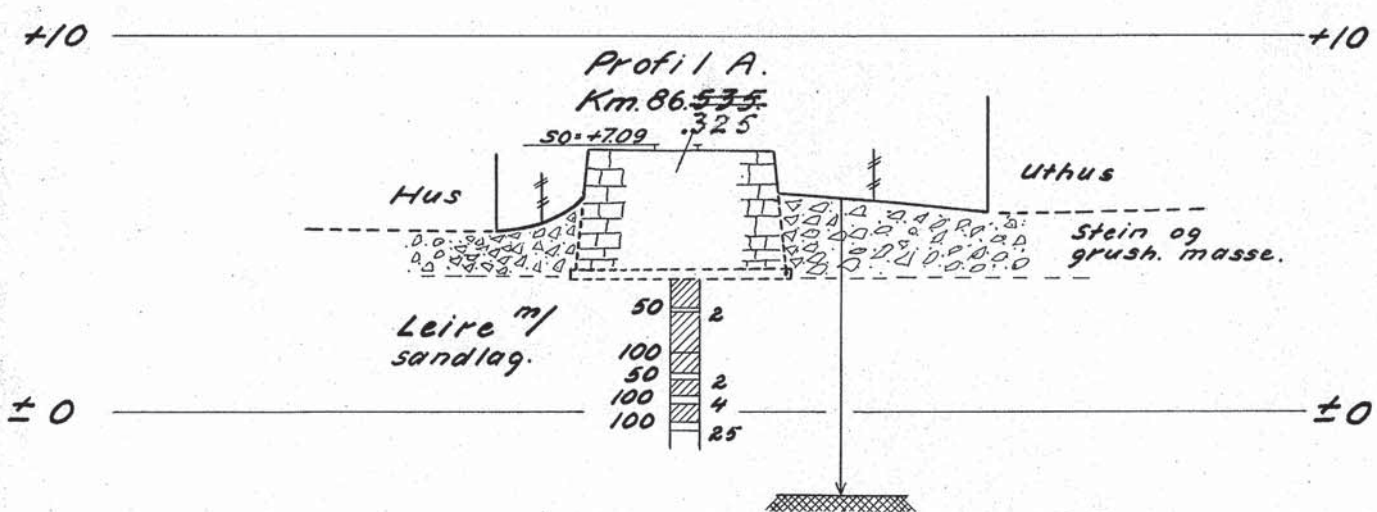 +10 +10
Profil A.
Km. 86.535.
.325
SO=+7.09
Hus
Uthus
Stein og
grush. masse.
Leire m/
sandlag.
50 2
100
50 2
100 4
100 25
±0 ±0